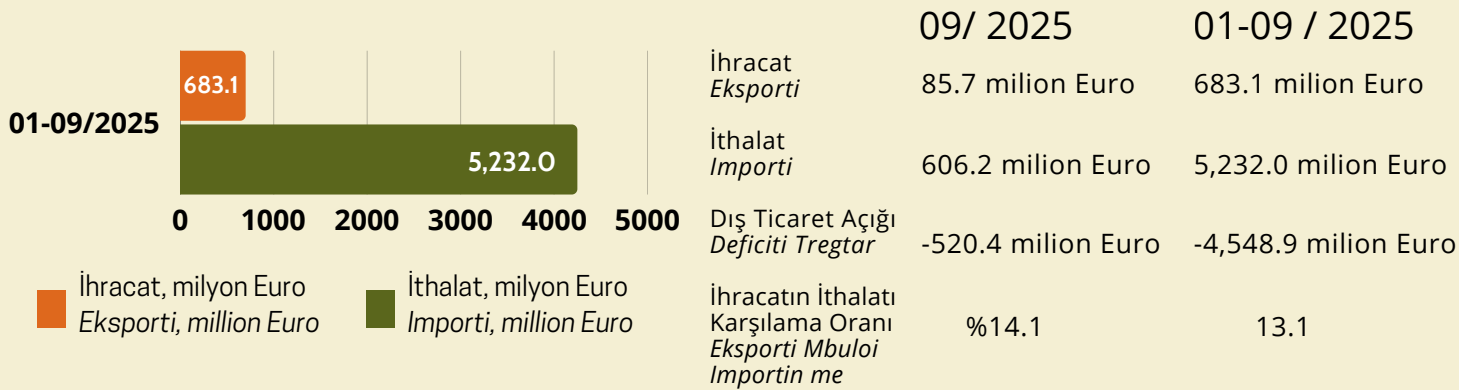 683.1
01-09/2025
5,232.0
0 1000 2000 3000 4000 5000
İhracat, milyon Euro
Eksporti, million Euro
İthalat, milyon Euro
Importi, million Euro
09/ 2025 01-09 / 2025
İhracat
Eksporti
85.7 milion Euro 683.1 milion Euro
İthalat
Importi
606.2 milion Euro 5,232.0 milion Euro
Dış Ticaret Açığı
Deficiti Tregtar
-520.4 milion Euro -4,548.9 milion Euro
İhracatın İthalatı
Karşılama Oranı
Eksporti Mbuloi
Importin me
%14.1 13.1